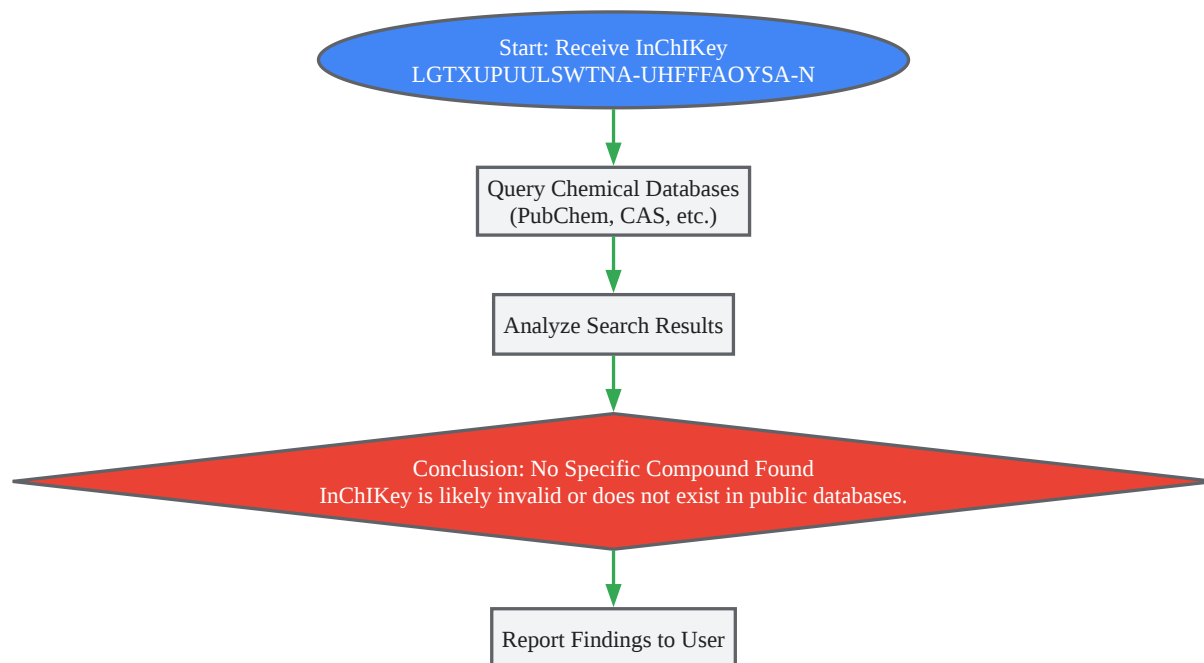 Start: Receive InChIKey
LGTXUPUULSWTNA-UHFFFAOYSA-N
Query Chemical Databases
(PubChem, CAS, etc.)
Analyze Search Results
Conclusion: No Specific Compound Found
InChIKey is likely invalid or does not exist in public databases.
Report Findings to User